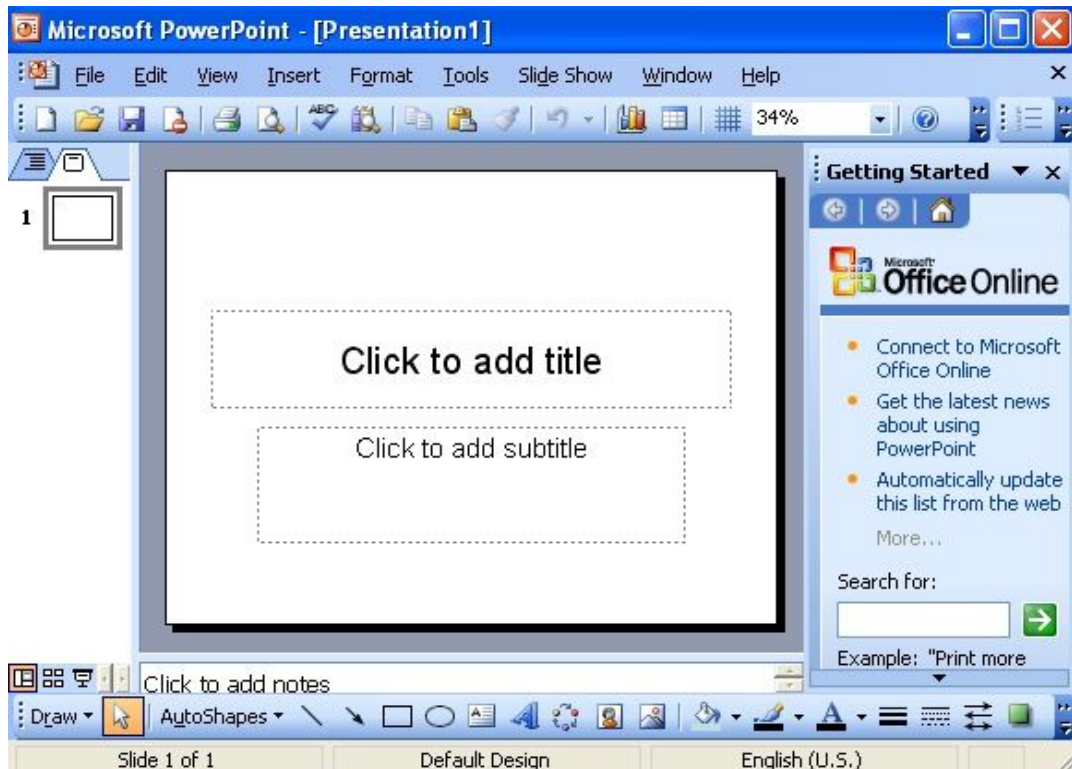 Microsoft PowerPoint - [Presentation1]
File Edit View Insert Format Tools Slide Show Window Help
ABC 34%
Getting Started
1
Microsoft
Office Online
Click to add title
Click to add subtitle
Connect to Microsoft
Office Online
Get the latest news
about using
PowerPoint
Automatically update
this list from the web
More...
Search for:
Example: "Print more
Click to add notes
Draw AutoShapes A
Slide 1 of 1 Default Design English (U.S.)